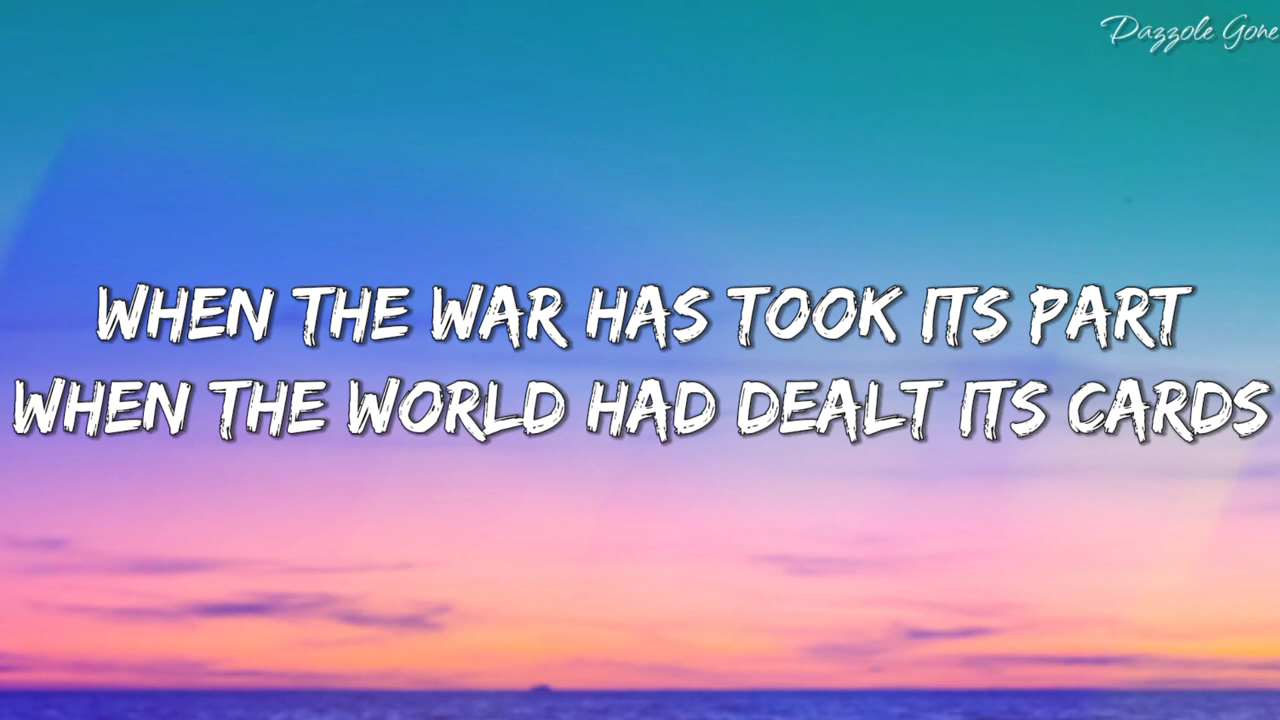 Dazzole Gone
WHEN THE WAR HAS TOOK ITS PART
WHEN THE WORLD HAD DEALT ITS CARDS